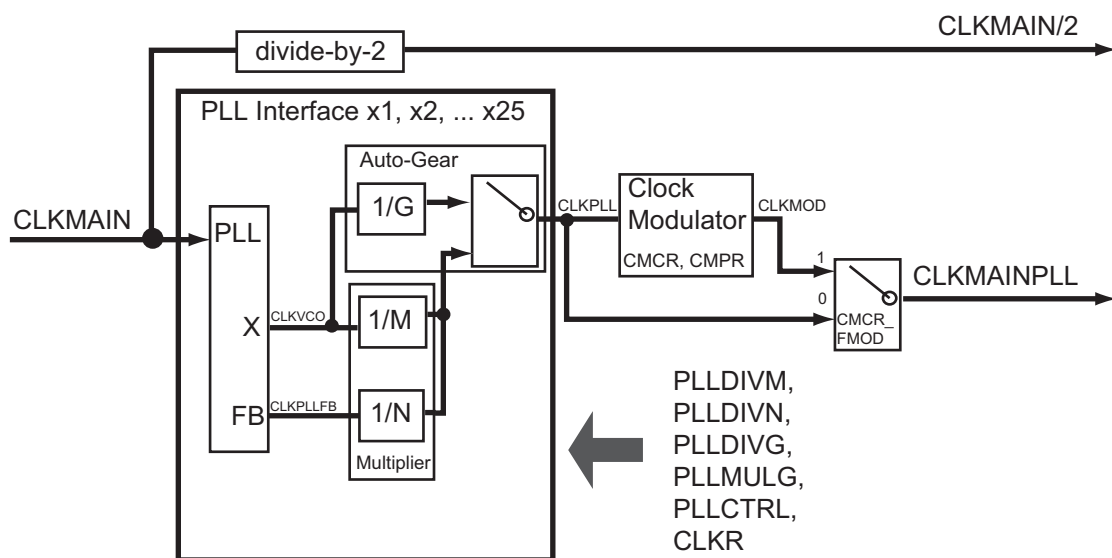 CLKMAIN/2
divide-by-2
PLL Interface x1, x2, ... x25
Auto-Gear
1/G
CLKPLL
Clock
Modulator
CMCR, CMPR
CLKMOD
CLKMAIN
PLL
1
0
CLKMAINPLL
CMCR_
FMOD
X
CLKVCO
1/M
FB
CLKPLLFB
1/N
Multiplier
PLLDIVM,
PLLDIVN,
PLLDIVG,
PLLMULG,
PLLCTRL,
CLKR